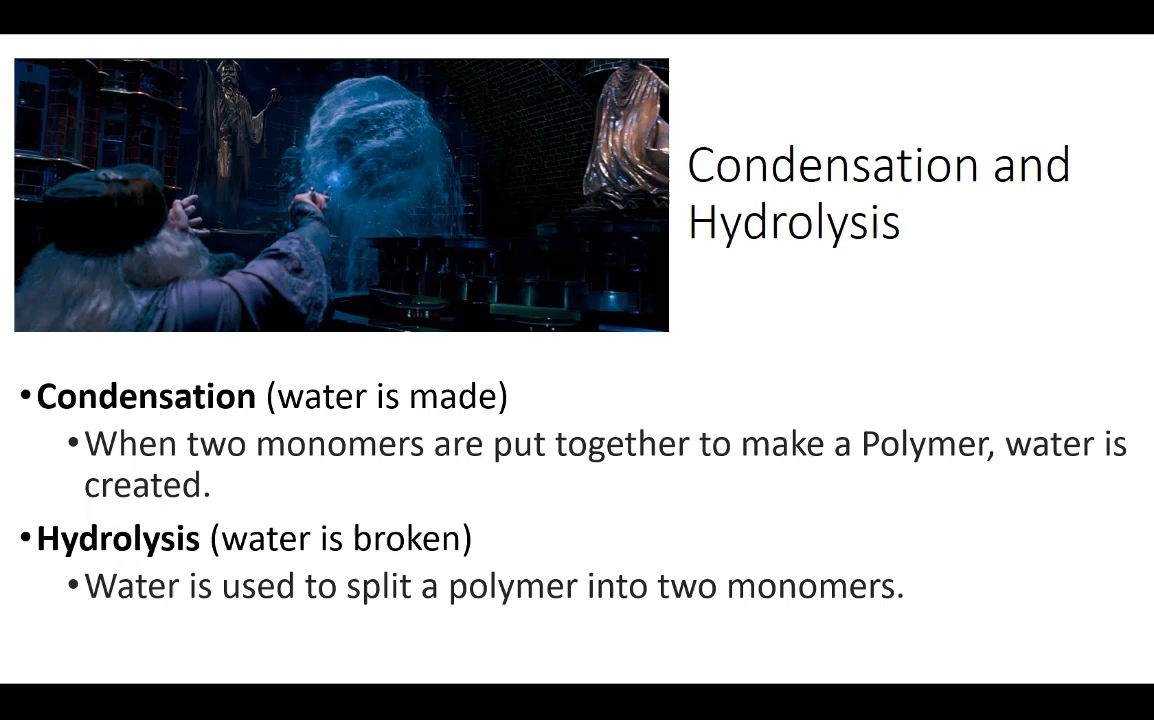 Condensation and
Hydrolysis
•Condensation (water is made)
•When two monomers are put together to make a Polymer, water is
created.
•Hydrolysis (water is broken)
•Water is used to split a polymer into two monomers.